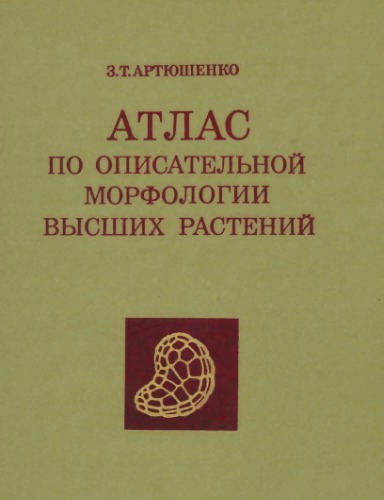 З.Т.АРТЮШЕНКО
АТЛАС
ПО ОПИСАТЕЛЬНОЙ
МОРФОЛОГИИ
ВЫСШИХ РАСТЕНИЙ